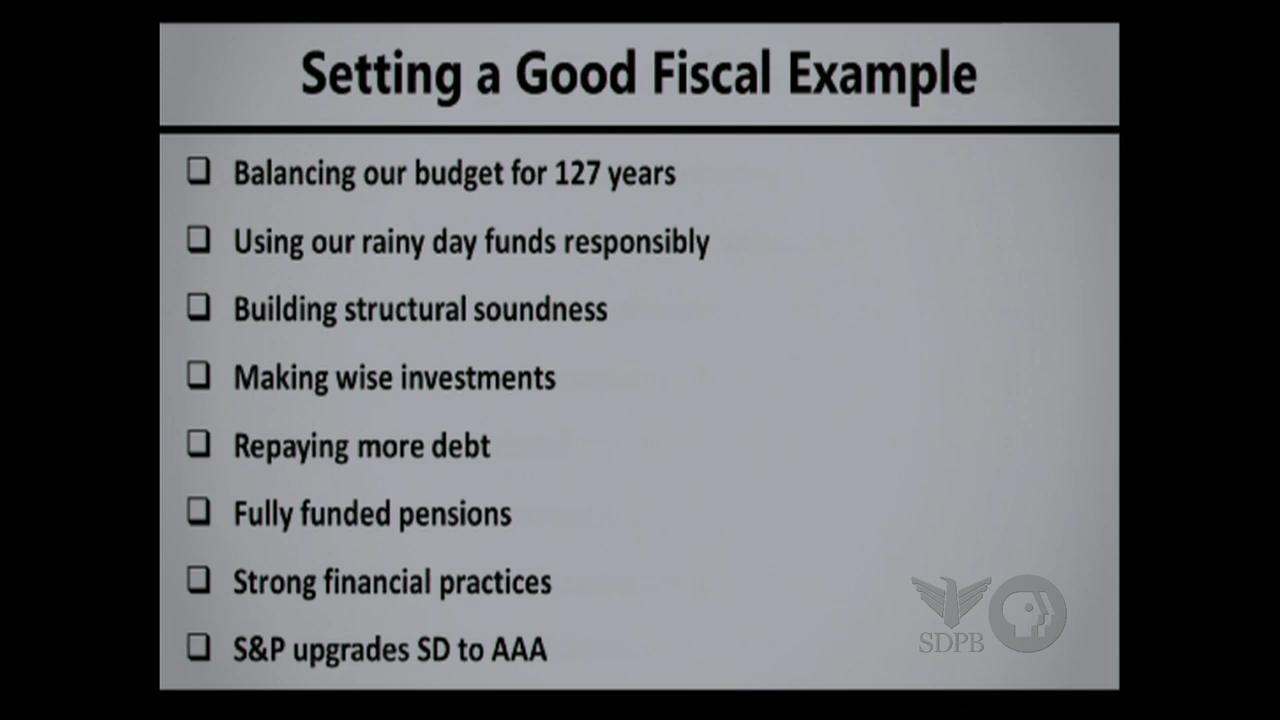 Setting a Good Fiscal Example
Balancing our budget for 127 years
Using our rainy day funds responsibly
Building structural soundness
Making wise investments
Repaying more debt
Fully funded pensions
Strong financial practices
S&P upgrades SD to AAA
SDPB